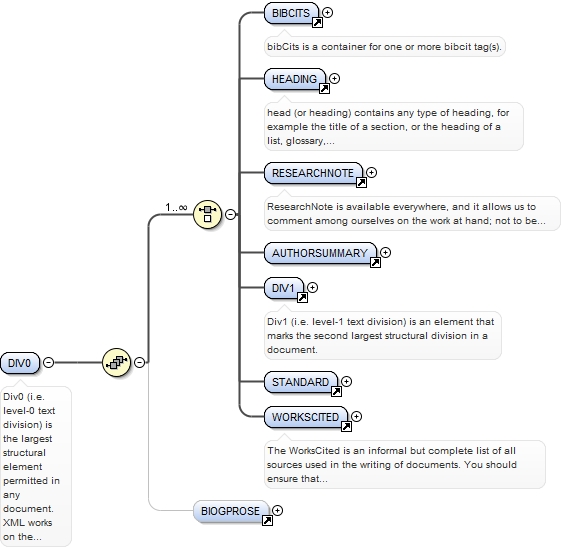 BIBCITS
bibCits is a container for one or more bibcit tag(s).
HEADING
head (or heading) contains any type of heading, for
example the title of a section, or the heading of a
list, glossary,...
RESEARCHNOTE
1..∞
ResearchNote is available everywhere, and it allows us to
comment among ourselves on the work at hand; not to be...
AUTHORSUMMARY
DIV1
Div1 (i.e. level-1 text division) is an element that
marks the second largest structural division in a
document.
DIV0
STANDARD
Div0 (i.e.
level-0 text
division) is
the largest
structural
element
permitted in
any
document.
XML works
on the...
WORKSCITED
The WorksCited is an informal but complete list of all
sources used in the writing of documents. You should
ensure that...
BIOGPROSE